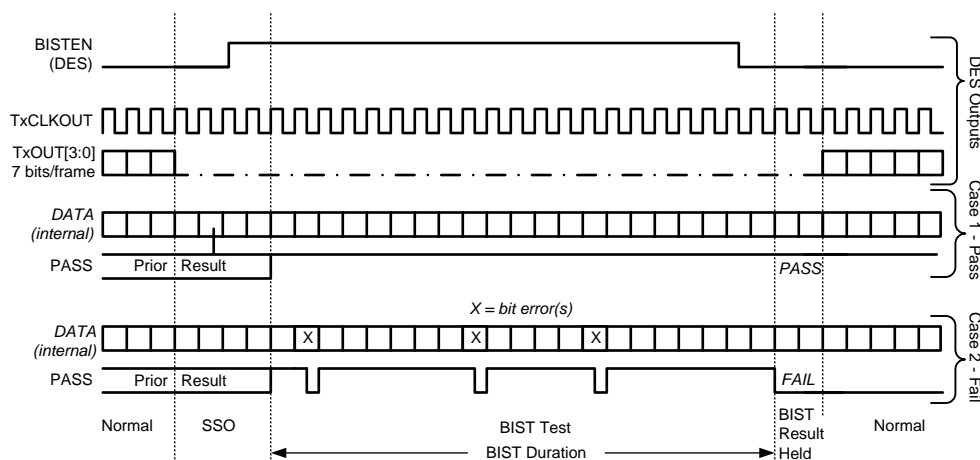 BISTEN
(DES)
TxCLKOUT
TxOUT[3:0]
7 bits/frame
DES Outputs
DATA
(internal)
PASS
Prior Result
PASS
Case 1 - Pass
X = bit error(s)
DATA
(internal)
X
X
X
PASS
Prior Result
FAIL
Case 2 - Fail
Normal
SSO
BIST Test
BIST Duration
BIST
Result
Held
Normal